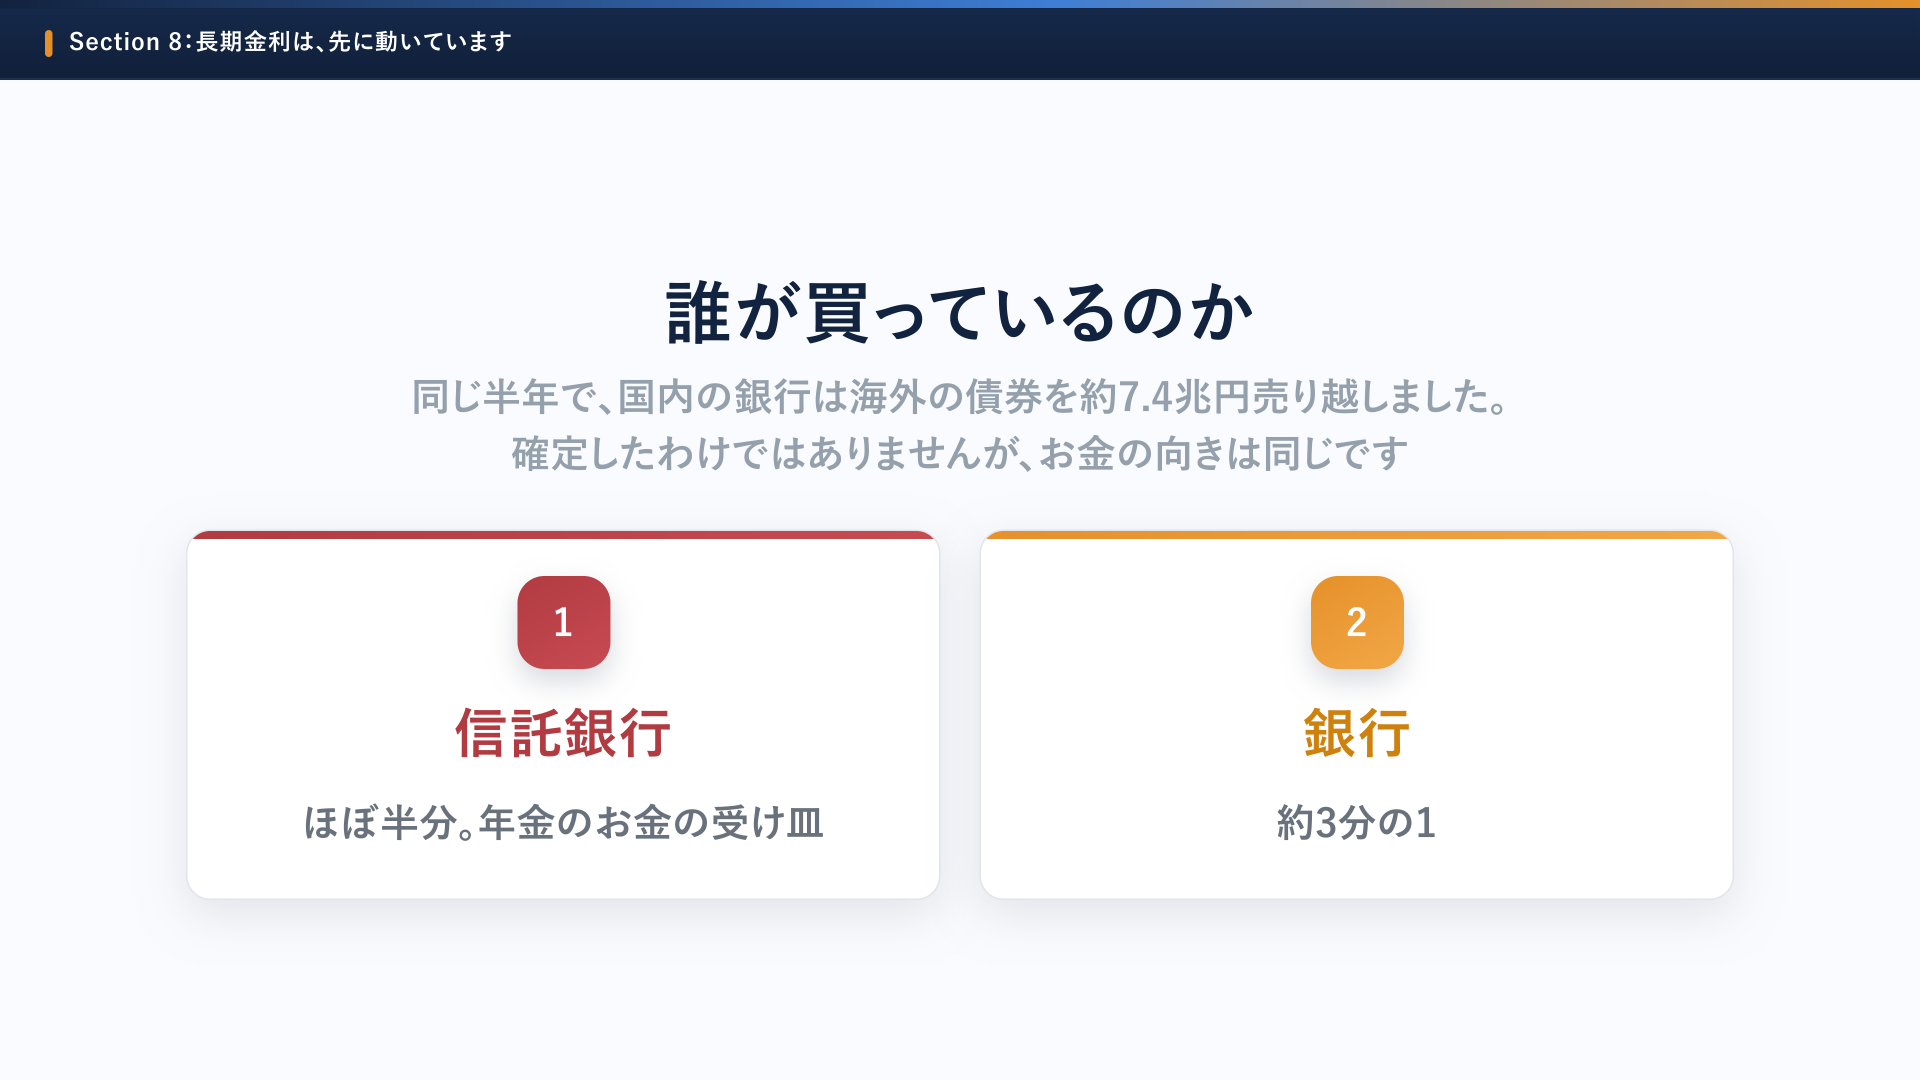 Section 8：長期金利は、先に動いています
誰が買っているのか
同じ半年で、国内の銀行は海外の債券を約7.4兆円売り越しました。
確定したわけではありませんが、お金の向きは同じです
1
信託銀行
ほぼ半分。年金のお金の受け皿
2
銀行
約3分の1